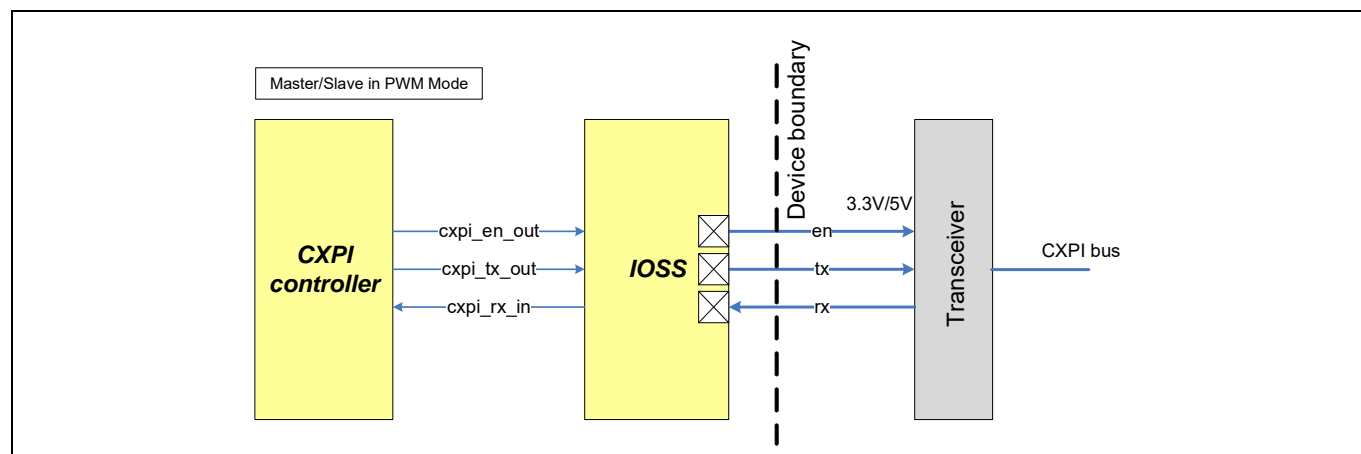 Master/Slave in PWM Mode
Device boundary
3.3V/5V
CXPI
controller
cxpi_en_out
cxpi_tx_out
cxpi_rx_in
IOSS
en
tx
rx
Transceiver
CXPI bus